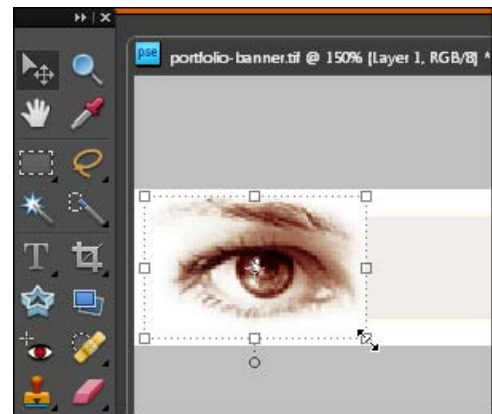 pse portfolio-banner.tif @ 150% (Layer 1, RGB/8) *
T